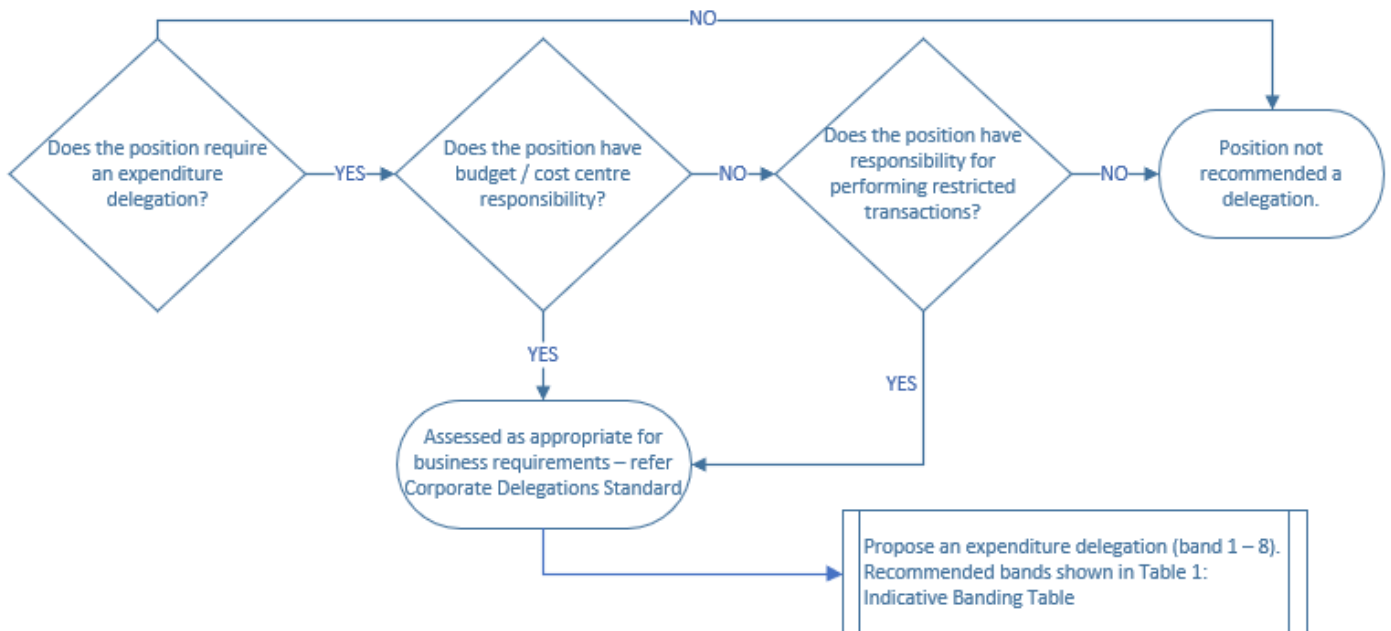 NO
Does the position require
an expenditure
delegation?
YES
Does the position have
budget / cost centre
responsibility?
NO
Does the position have
responsibility for
performing restricted
transactions?
NO
Position not
recommended a
delegation.
YES
YES
Assessed as appropriate for
business requirements – refer
Corporate Delegations Standard
Propose an expenditure delegation (band 1 – 8).
Recommended bands shown in Table 1:
Indicative Banding Table